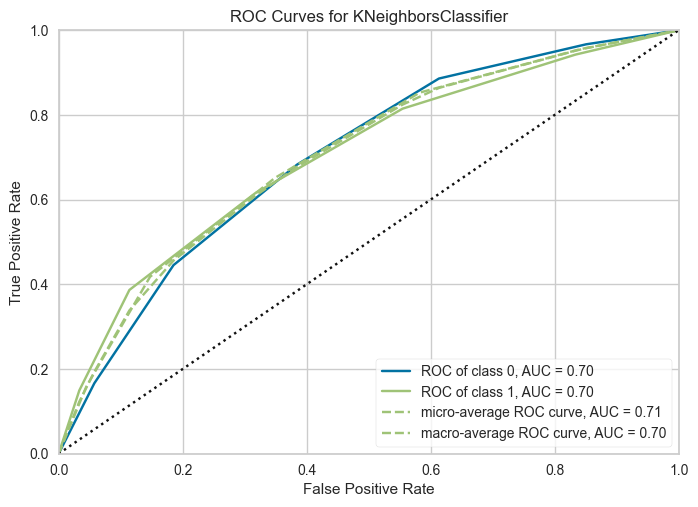 ROC Curves for KNeighborsClassifier
1.0
0.8
0.6
0.4
0.2
0.0
True Positive Rate
ROC of class 0, AUC = 0.70
ROC of class 1, AUC = 0.70
micro-average ROC curve, AUC = 0.71
macro-average ROC curve, AUC = 0.70
0.0 0.2 0.4 0.6 0.8 1.0
False Positive Rate